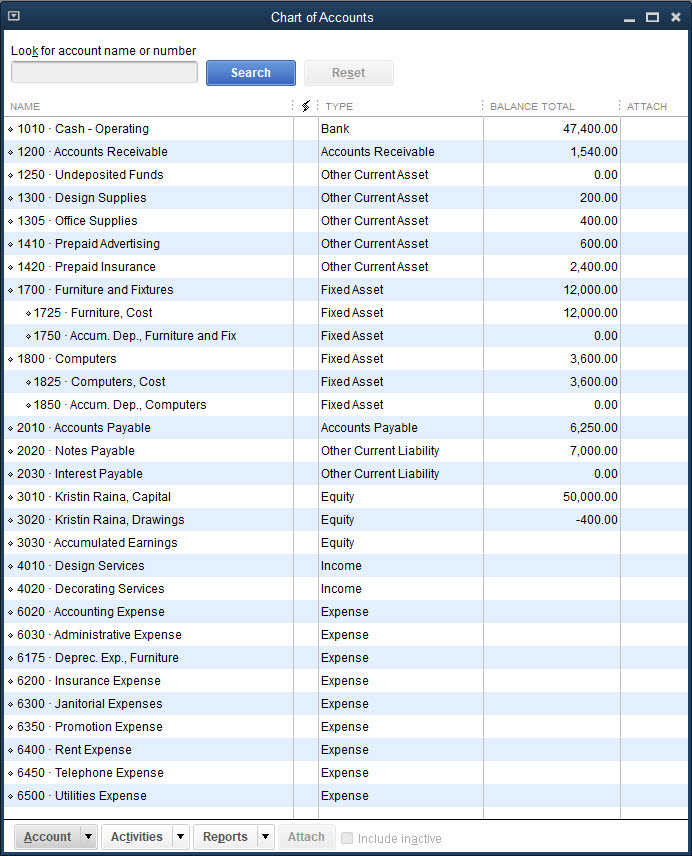 Chart of Accounts
Look for account name or number
Search Reset
NAME TYPE BALANCE TOTAL ATTACH
1010 · Cash - Operating Bank 47,400.00
1200 · Accounts Receivable Accounts Receivable 1,540.00
1250 · Undeposited Funds Other Current Asset 0.00
1300 · Design Supplies Other Current Asset 200.00
1305 · Office Supplies Other Current Asset 400.00
1410 · Prepaid Advertising Other Current Asset 600.00
1420 · Prepaid Insurance Other Current Asset 2,400.00
1700 · Furniture and Fixtures Fixed Asset 12,000.00
1725 · Furniture, Cost Fixed Asset 12,000.00
1750 · Accum. Dep., Furniture and Fix Fixed Asset 0.00
1800 · Computers Fixed Asset 3,600.00
1825 · Computers, Cost Fixed Asset 3,600.00
1850 · Accum. Dep., Computers Fixed Asset 0.00
2010 · Accounts Payable Accounts Payable 6,250.00
2020 · Notes Payable Other Current Liability 7,000.00
2030 · Interest Payable Other Current Liability 0.00
3010 · Kristin Raina, Capital Equity 50,000.00
3020 · Kristin Raina, Drawings Equity -400.00
3030 · Accumulated Earnings Equity
4010 · Design Services Income
4020 · Decorating Services Income
6020 · Accounting Expense Expense
6030 · Administrative Expense Expense
6175 · Deprec. Exp., Furniture Expense
6200 · Insurance Expense Expense
6300 · Janitorial Expenses Expense
6350 · Promotion Expense Expense
6400 · Rent Expense Expense
6450 · Telephone Expense Expense
6500 · Utilities Expense Expense
Account Activities Reports Attach Include inactive